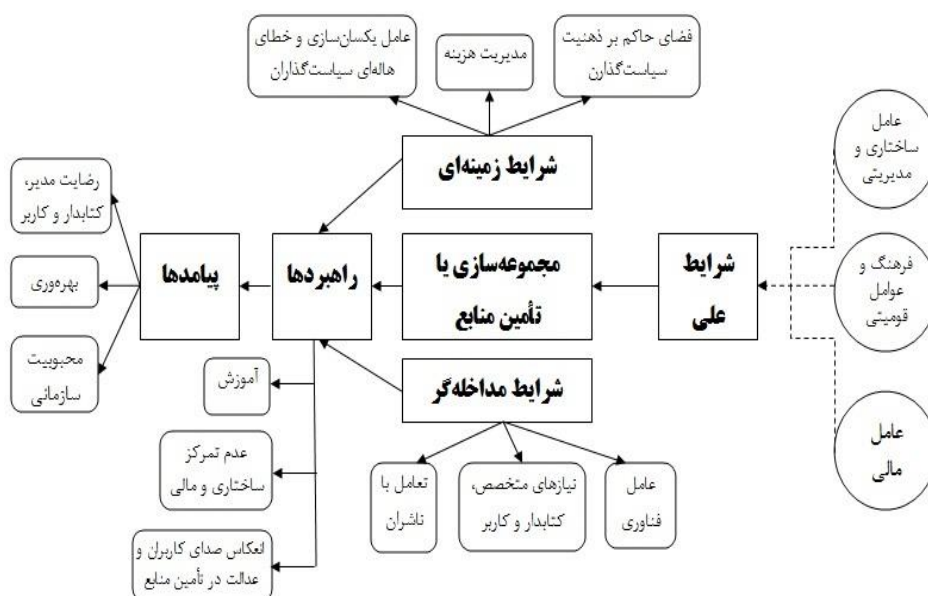 فضای حاکم بر ذهنیت
سیاست‌گذارن
مدیریت هزینه
عامل یکسان‌سازی و خطای
هاله‌ای سیاست‌گذاران
شرایط زمینه‌ای
عامل
ساختاری و
مدیریتی
فرهنگ و
عوامل
قومیتی
عامل
مالی
شرایط
علی
مجموعه‌سازی یا
تأمین منابع
راهبردها
پیامدها
رضایت مدیر،
کتابدار و کاربر
بهره‌وری
محبوبیت
سازمانی
شرایط مداخله‌گر
عامل
فناوری
نیازهای متخصص،
کتابدار و کاربر
تعامل با
ناشران
آموزش
عدم تمرکز
ساختاری و مالی
انعکاس صدای کاربران و
عدالت در تأمین منابع